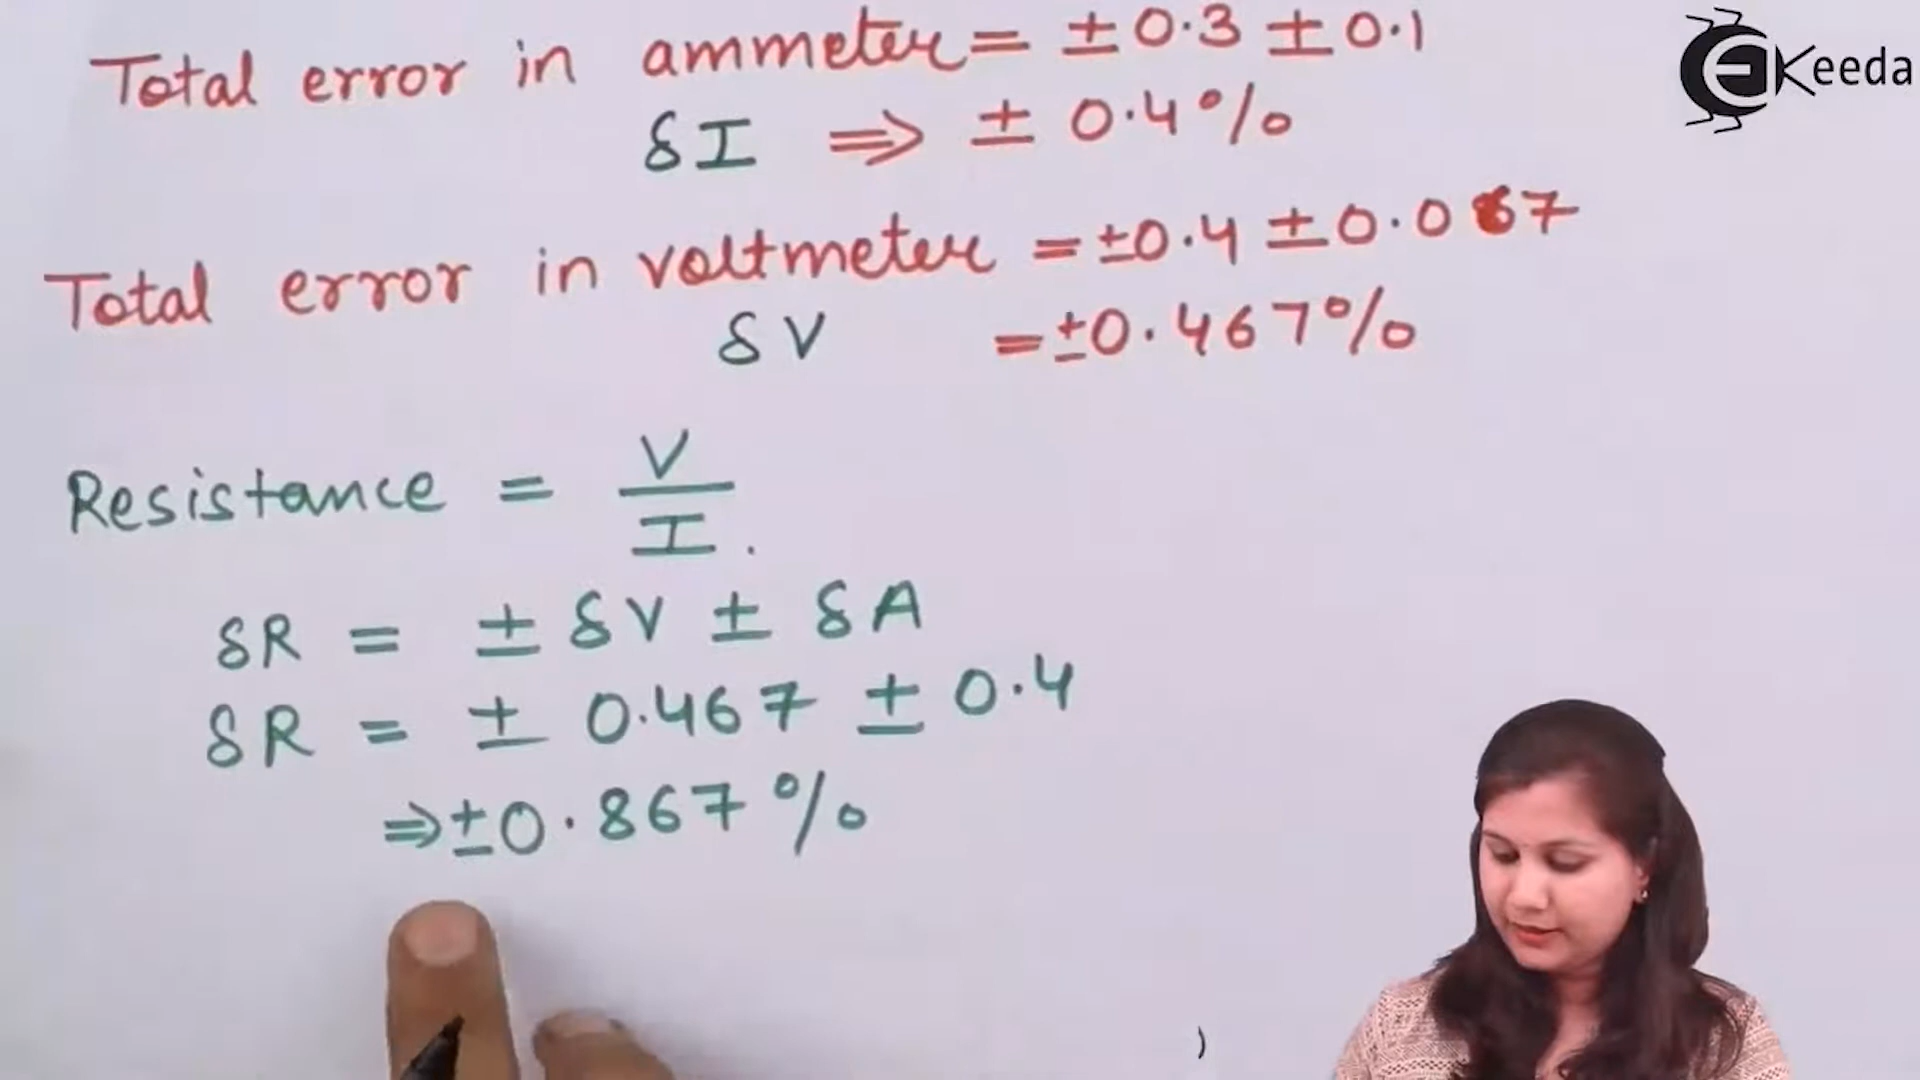 Total error in ammeter = ± 0.3 ± 0.1
δI ⇒ ± 0.4%
Total error in voltmeter = ±0.4 ± 0.067
δV = ±0.467%
Resistance = V / I.
δR = ± δV ± δA
δR = ± 0.467 ± 0.4
⇒ ±0.867%
EKeeda